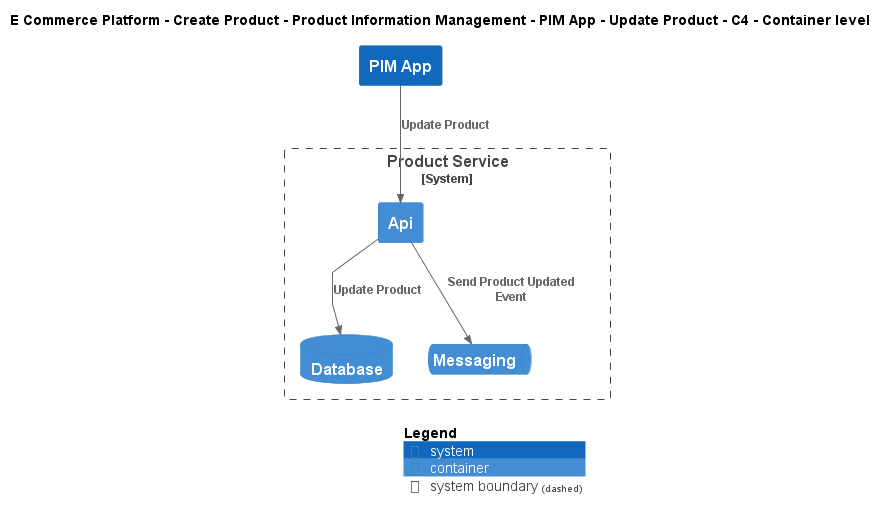 E Commerce Platform - Create Product - Product Information Management - PIM App - Update Product - C4 - Container level
PIM App
Update Product
Product Service
[System]
Api
Update Product
Send Product Updated
Event
Database
Messaging
Legend
system
container
system boundary (dashed)